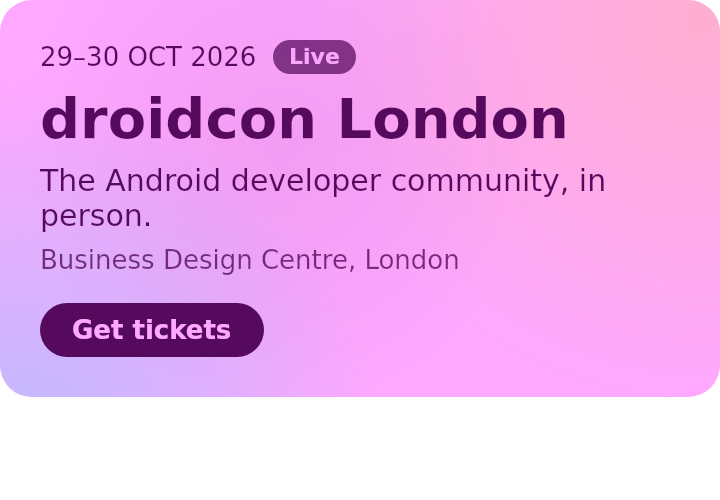 29–30 OCT 2026 Live
droidcon London
The Android developer community, in
person.
Business Design Centre, London
Get tickets